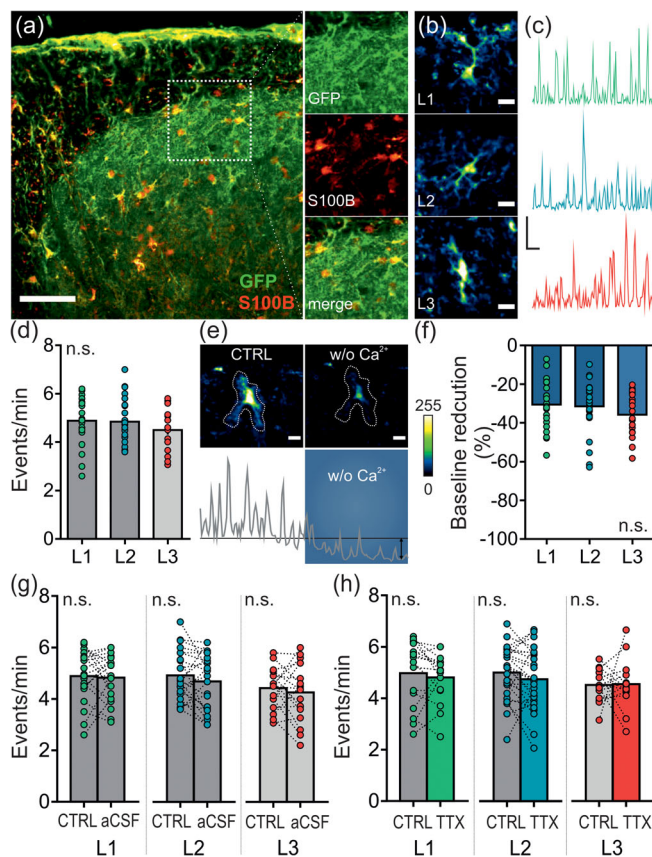 (a)
GFP
S100B
GFP
S100B
merge
(b)
L1
L2
L3
(c)
(d)
n.s.
Events/min
8
6
4
2
0
L1 L2 L3
(e)
CTRL
w/o Ca²⁺
255
0
w/o Ca²⁺
(f)
Baseline redcution
(%)
0
-20
-40
-60
-80
-100
n.s.
L1 L2 L3
(g)
n.s. n.s. n.s.
Events/min
8
6
4
2
0
CTRL aCSF CTRL aCSF CTRL aCSF
L1 L2 L3
(h)
n.s. n.s. n.s.
Events/min
8
6
4
2
0
CTRL TTX CTRL TTX CTRL TTX
L1 L2 L3